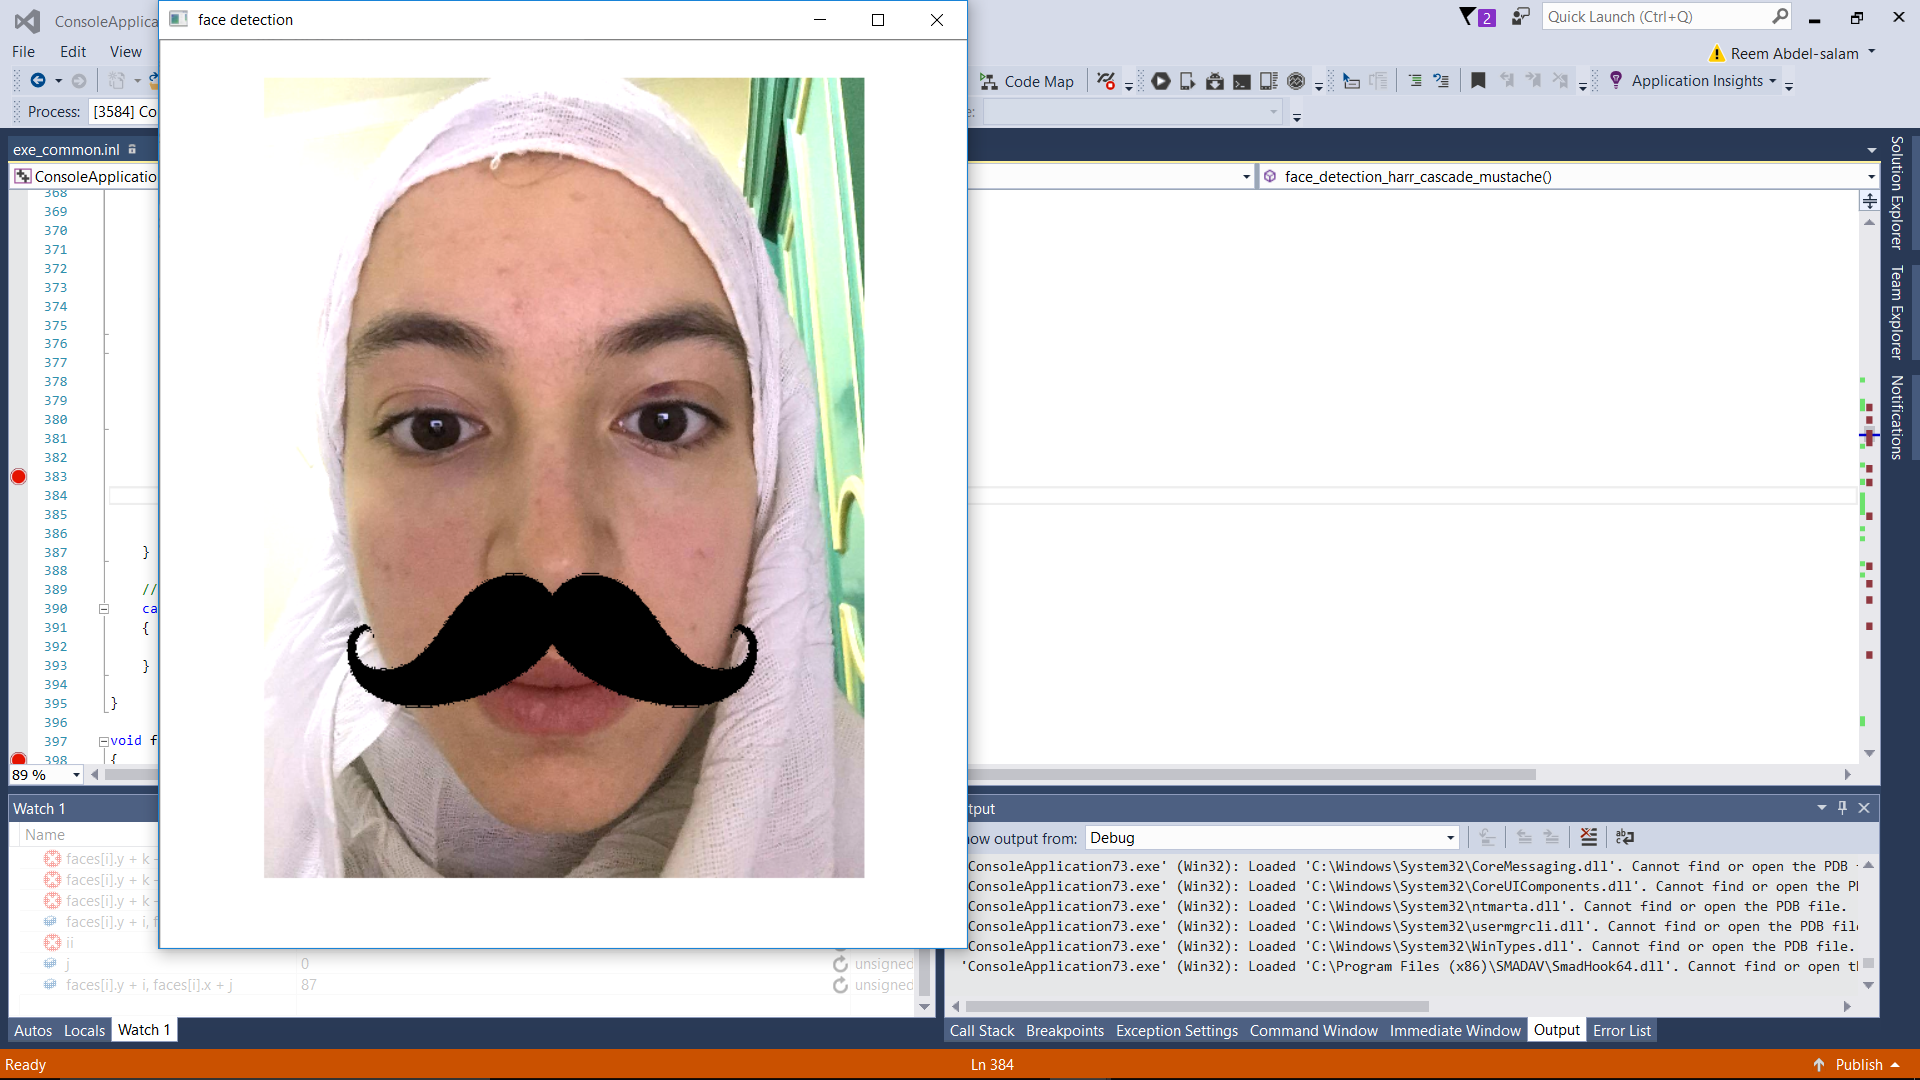 ConsoleApplica
face detection
2
Quick Launch (Ctrl+Q)
File Edit View
Reem Abdel-salam
Code Map
Application Insights
Process: [3584] Co
exe_common.inl
ConsoleApplicatio
face_detection_harr_cascade_mustache()
Solution Explorer
Team Explorer
Notifications
368
369
370
371
372
373
374
375
376
377
378
379
380
381
382
383
384
385
386
387 }
388
389 //
390 ca
391 {
392
393 }
394
395 }
396
397 void f
398 {
89 %
Watch 1
Name
faces[i].y + k -
faces[i].y + k -
faces[i].y + k -
faces[i].y + i, f
ii
j 0 unsigned
faces[i].y + i, faces[i].x + j 87 unsigned
Autos Locals Watch 1
tput
how output from: Debug
'ConsoleApplication73.exe' (Win32): Loaded 'C:\Windows\System32\CoreMessaging.dll'. Cannot find or open the PDB
'ConsoleApplication73.exe' (Win32): Loaded 'C:\Windows\System32\CoreUIComponents.dll'. Cannot find or open the P
'ConsoleApplication73.exe' (Win32): Loaded 'C:\Windows\System32\ntmarta.dll'. Cannot find or open the PDB file.
'ConsoleApplication73.exe' (Win32): Loaded 'C:\Windows\System32\usermgrcli.dll'. Cannot find or open the PDB file
'ConsoleApplication73.exe' (Win32): Loaded 'C:\Windows\System32\WinTypes.dll'. Cannot find or open the PDB file.
'ConsoleApplication73.exe' (Win32): Loaded 'C:\Program Files (x86)\SMADAV\SmadHook64.dll'. Cannot find or open t
Call Stack Breakpoints Exception Settings Command Window Immediate Window Output Error List
Ready
Ln 384
Publish